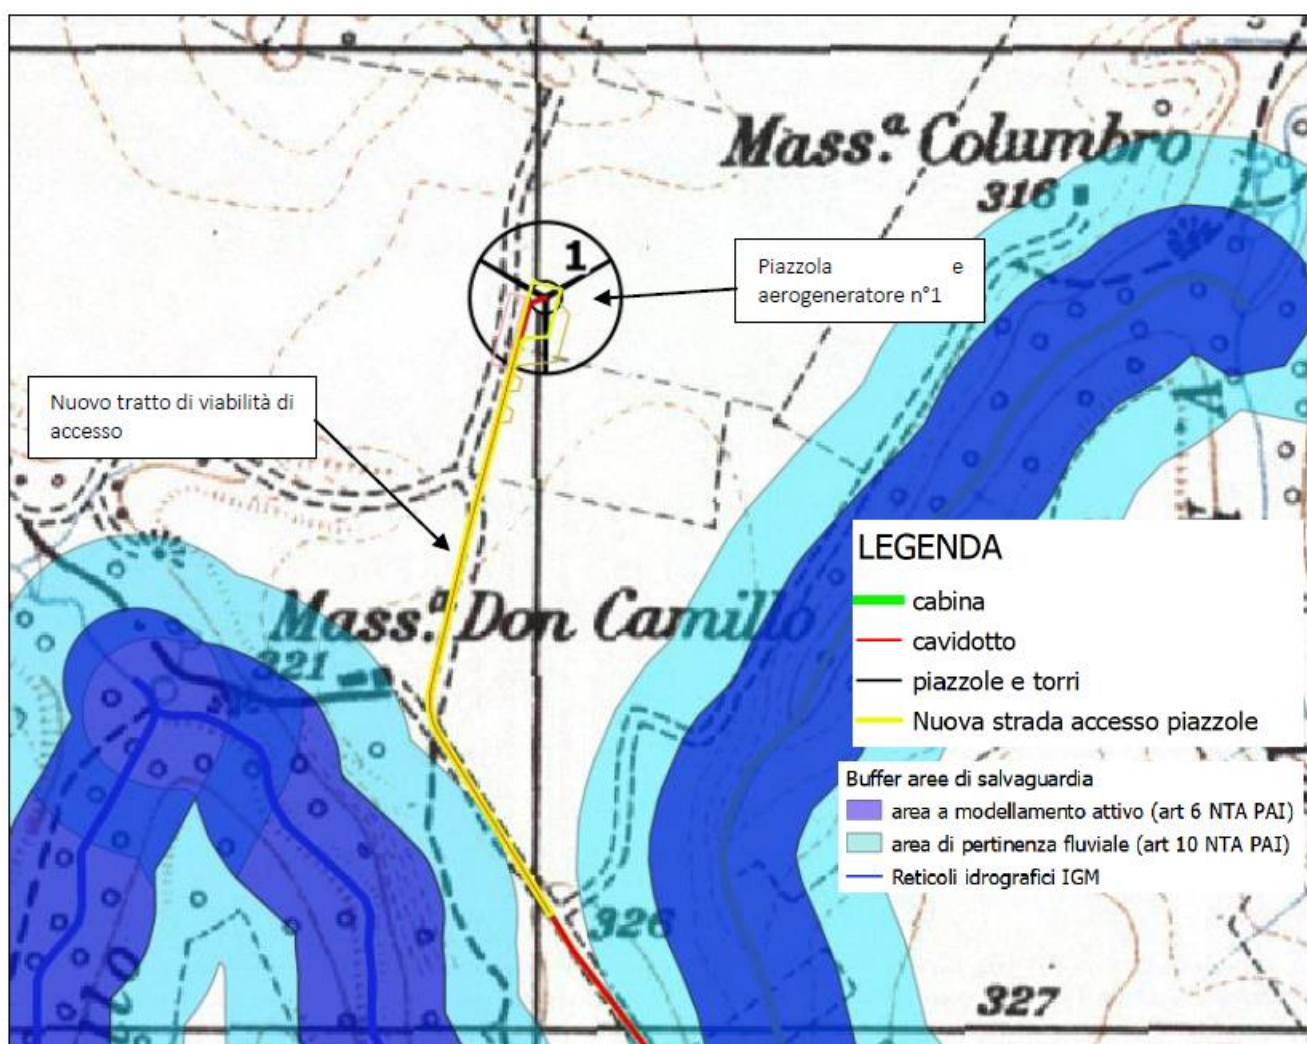 Mass.ª Columbro
316
1
Piazzola e
aerogeneratore n°1
Nuovo tratto di viabilità di
accesso
Mass.ª Don Camillo
321
LEGENDA
cabina
cavidotto
piazzole e torri
Nuova strada accesso piazzole
Buffer aree di salvaguardia
area a modellamento attivo (art 6 NTA PAI)
area di pertinenza fluviale (art 10 NTA PAI)
Reticoli idrografici IGM
326
327